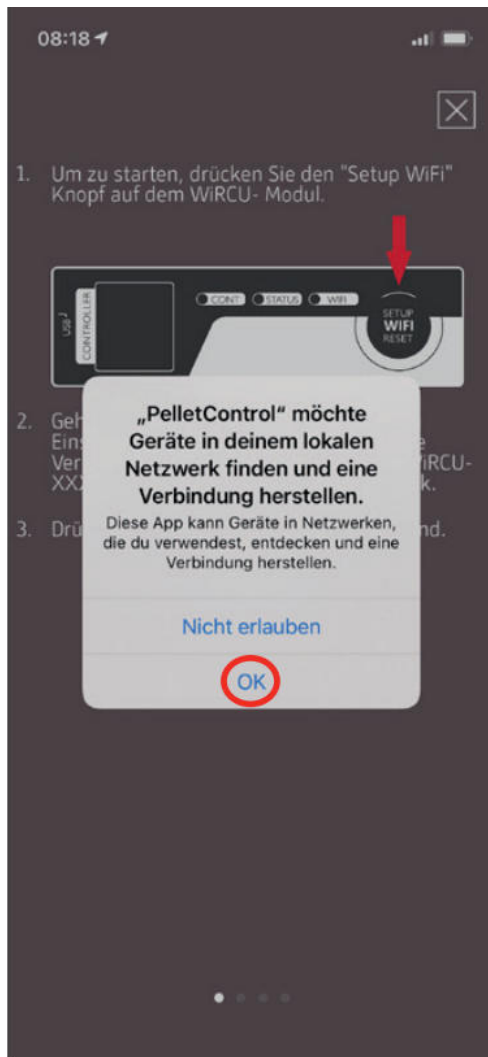 08:18
1. Um zu starten, drücken Sie den "Setup WiFi"
Knopf auf dem WiRCU- Modul.
USB
CONTROLLER
CONT
STATUS
WIFI
SETUP
WIFI
RESET
2. Geh
Eins
Ver iRCU-
XXX k.
3. Drü nd.
„PelletControl“ möchte
Geräte in deinem lokalen
Netzwerk finden und eine
Verbindung herstellen.
Diese App kann Geräte in Netzwerken,
die du verwendest, entdecken und eine
Verbindung herstellen.
Nicht erlauben
OK